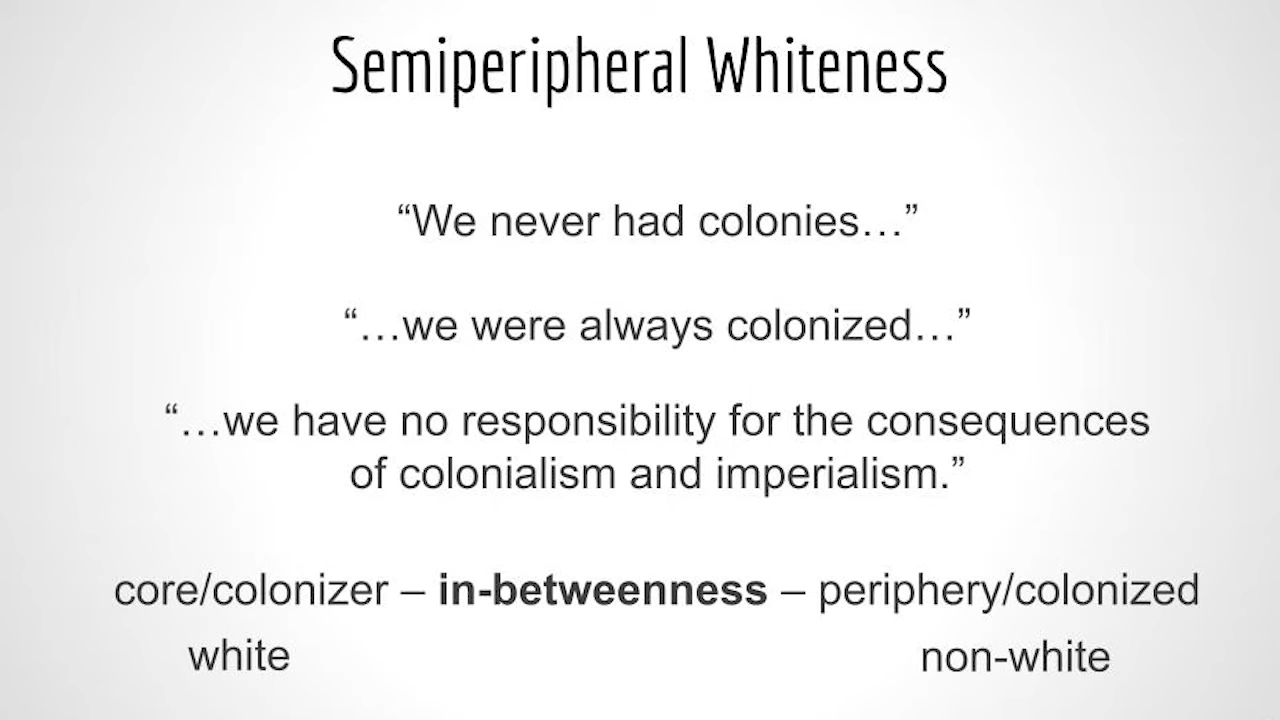 Semiperipheral Whiteness
“We never had colonies…”
“…we were always colonized…”
“…we have no responsibility for the consequences
of colonialism and imperialism.”
core/colonizer – in-betweenness – periphery/colonized
white non-white